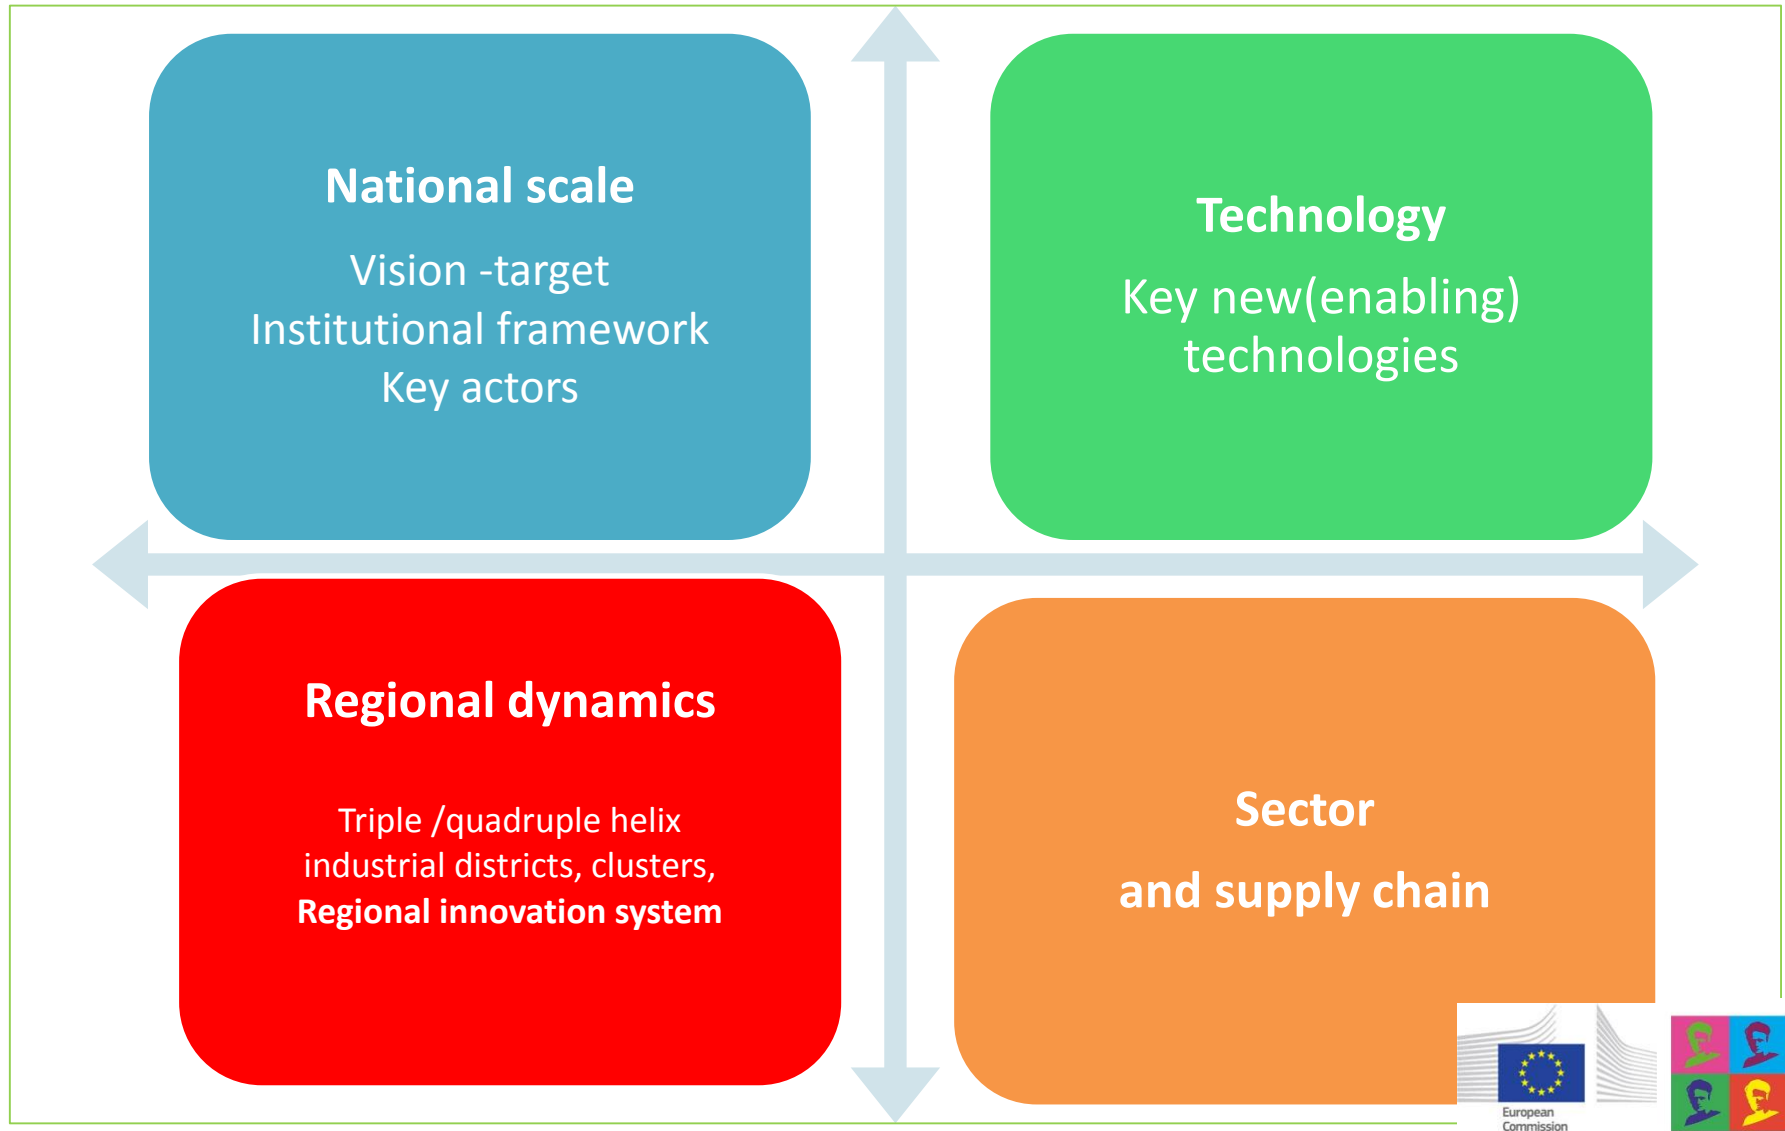 National scale
Vision -target
Institutional framework
Key actors
Technology
Key new(enabling)
technologies
Regional dynamics
Triple /quadruple helix
industrial districts, clusters,
Regional innovation system
Sector
and supply chain
European
Commission